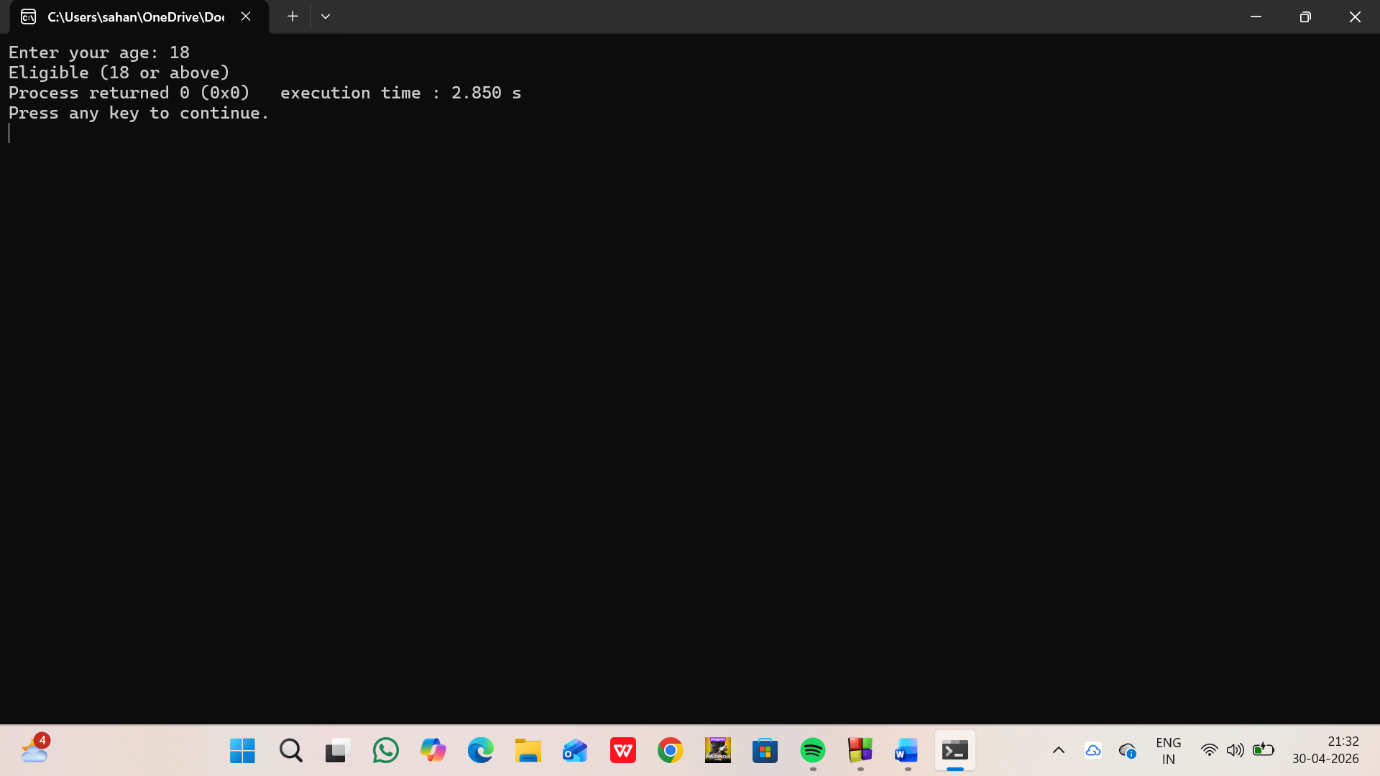 C:\Users\sahan\OneDrive\Doc
Enter your age: 18
Eligible (18 or above)
Process returned 0 (0x0)   execution time : 2.850 s
Press any key to continue.
4
ENG
IN
21:32
30-04-2026